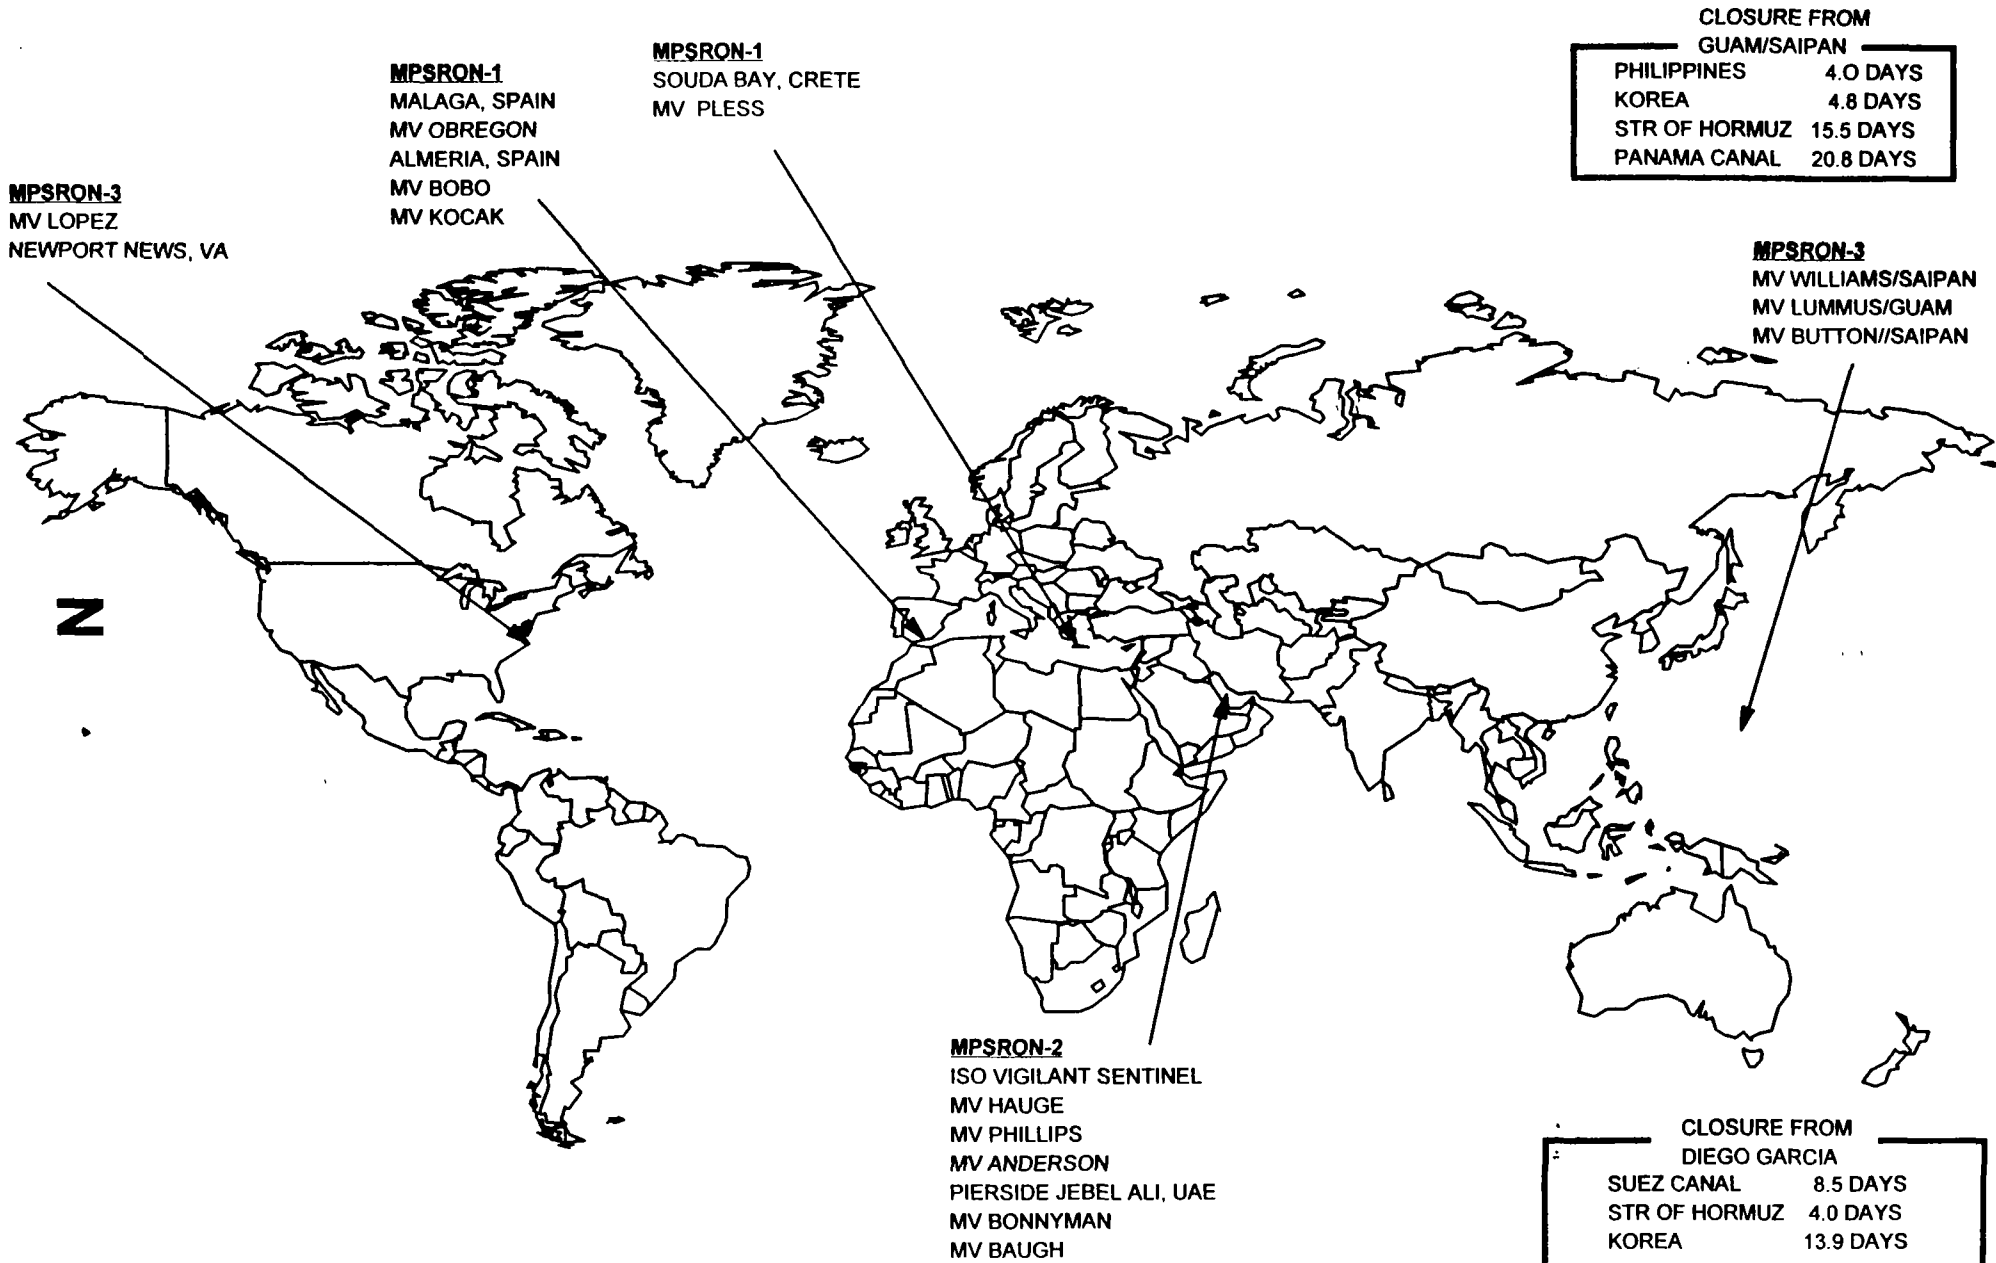 CLOSURE FROM
GUAM/SAIPAN
PHILIPPINES 4.0 DAYS
KOREA 4.8 DAYS
STR OF HORMUZ 15.5 DAYS
PANAMA CANAL 20.8 DAYS
MPSRON-1
SOUDA BAY, CRETE
MV PLESS
MPSRON-1
MALAGA, SPAIN
MV OBREGON
ALMERIA, SPAIN
MV BOBO
MV KOCAK
MPSRON-3
MV LOPEZ
NEWPORT NEWS, VA
MPSRON-3
MV WILLIAMS/SAIPAN
MV LUMMUS/GUAM
MV BUTTON//SAIPAN
N
MPSRON-2
ISO VIGILANT SENTINEL
MV HAUGE
MV PHILLIPS
MV ANDERSON
PIERSIDE JEBEL ALI, UAE
MV BONNYMAN
MV BAUGH
CLOSURE FROM
DIEGO GARCIA
SUEZ CANAL 8.5 DAYS
STR OF HORMUZ 4.0 DAYS
KOREA 13.9 DAYS